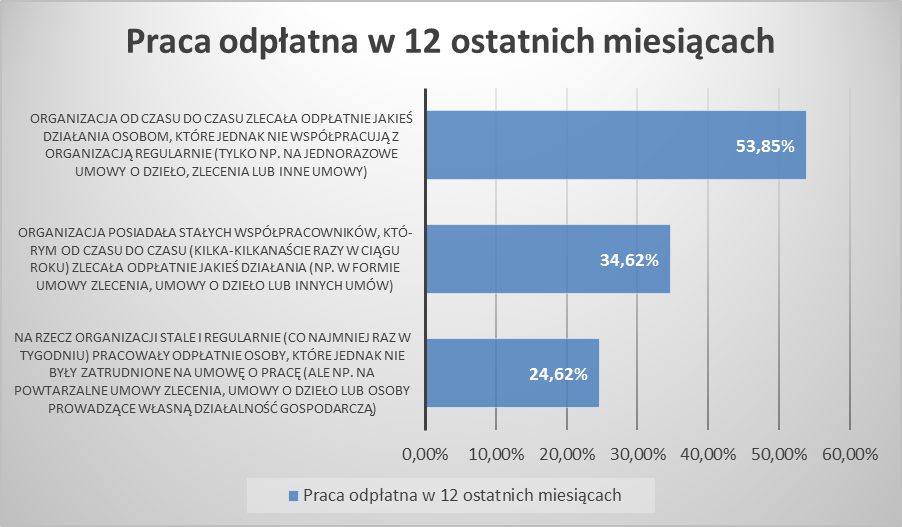 Praca odpłatna w 12 ostatnich miesiącach
ORGANIZACJA OD CZASU DO CZASU ZLECAŁA ODPŁATNIE JAKIEŚ
DZIAŁANIA OSOBOM, KTÓRE JEDNAK NIE WSPÓŁPRACUJĄ Z
ORGANIZACJĄ REGULARNIE (TYLKO NP. NA JEDNORAZOWE
UMOWY O DZIEŁO, ZLECENIA LUB INNE UMOWY)
53,85%
ORGANIZACJA POSIADAŁA STAŁYCH WSPÓŁPRACOWNIKÓW, KTÓ-
RYM OD CZASU DO CZASU (KILKA-KILKANAŚCIE RAZY W CIĄGU
ROKU) ZLECAŁA ODPŁATNIE JAKIEŚ DZIAŁANIA (NP. W FORMIE
UMOWY ZLECENIA, UMOWY O DZIEŁO LUB INNYCH UMÓW)
34,62%
NA RZECZ ORGANIZACJI STALE I REGULARNIE (CO NAJMNIEJ RAZ W
TYGODNIU) PRACOWAŁY ODPŁATNIE OSOBY, KTÓRE JEDNAK NIE
BYŁY ZATRUDNIONE NA UMOWĘ O PRACĘ (ALE NP. NA
POWTARZALNE UMOWY ZLECENIA, UMOWY O DZIEŁO LUB OSOBY
PROWADZĄCE WŁASNĄ DZIAŁALNOŚĆ GOSPODARCZĄ)
24,62%
0,00% 10,00% 20,00% 30,00% 40,00% 50,00% 60,00%
Praca odpłatna w 12 ostatnich miesiącach